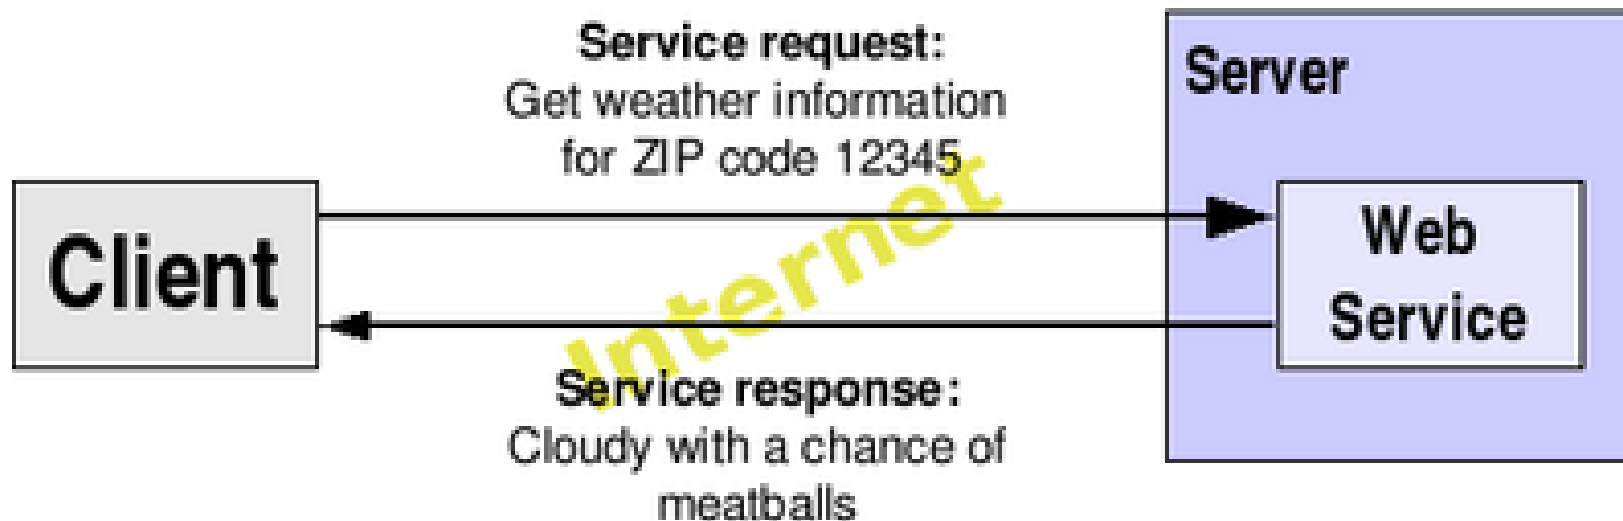 Service request:
Get weather information
for ZIP code 12345
Server
Client
Internet
Web
Service
Service response:
Cloudy with a chance of
meatballs